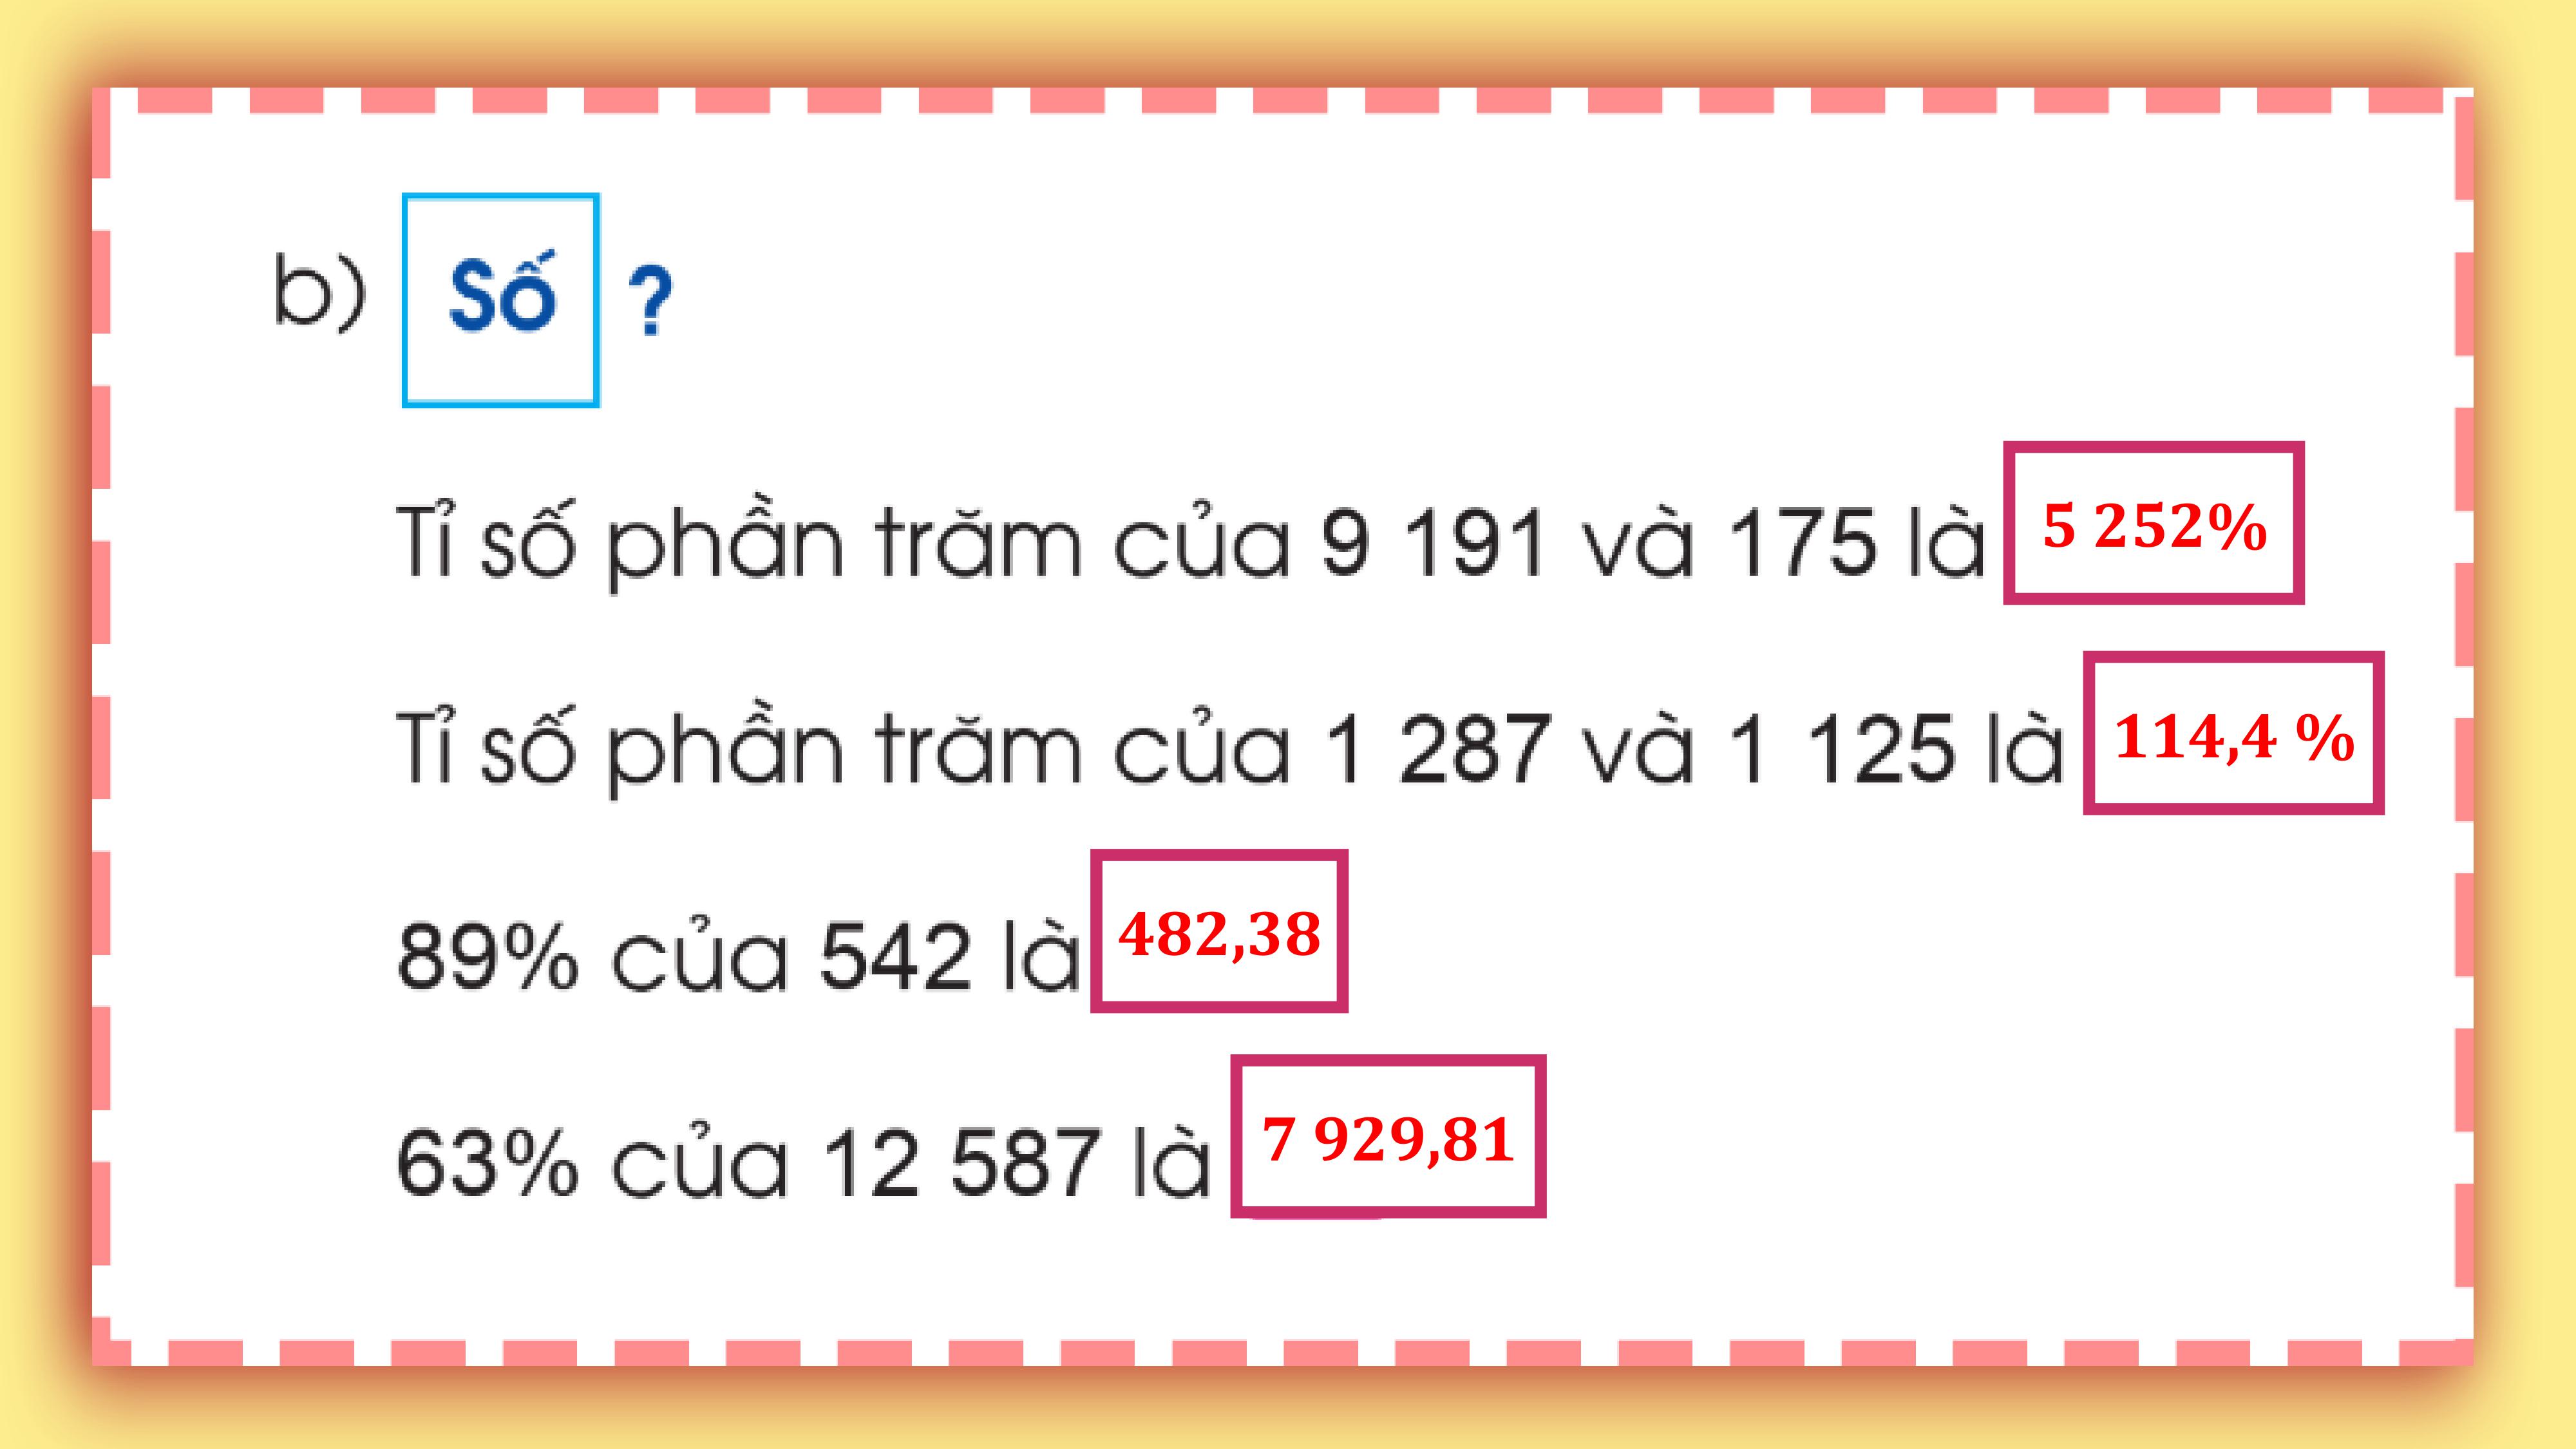 b) Số ?
Tỉ số phần trăm của 9 191 và 175 là 5 252%
Tỉ số phần trăm của 1 287 và 1 125 là 114,4 %
89% của 542 là 482,38
63% của 12 587 là 7 929,81